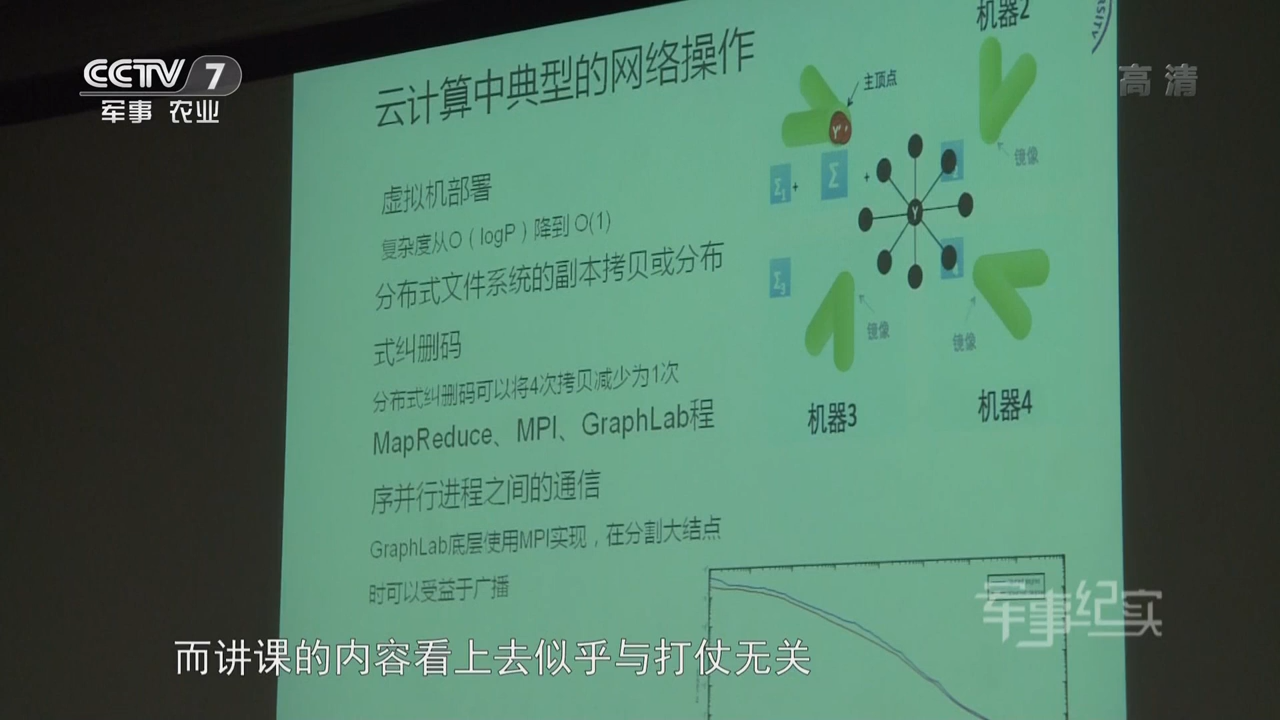 CCTV 7
军事 农业
高清
云计算中典型的网络操作
虚拟机部署
复杂度从O（logP）降到 O(1)
分布式文件系统的副本拷贝或分布
式纠删码
分布式纠删码可以将4次拷贝减少为1次
MapReduce、MPI、GraphLab程
序并行进程之间的通信
GraphLab底层使用MPI实现，在分割大结点
时可以受益于广播
机器2
主顶点
Y'
镜像
Σ1
+
Σ
+
Y
Σ3
镜像
镜像
机器3
机器4
军事纪实
而讲课的内容看上去似乎与打仗无关